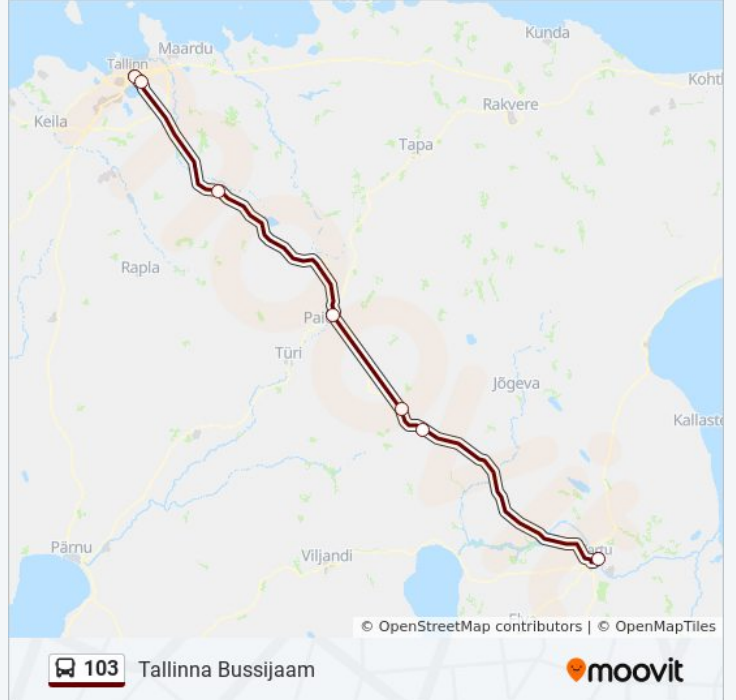 Kunda
Maardu
Tallinn
Kohtl
Rakvere
Keila
Tapa
Rapla
Pai
Türi
Jõgeva
Kallaste
Pärnu
Viljandi
© OpenStreetMap contributors | © OpenMapTiles
103 Tallinna Bussijaam
moovit